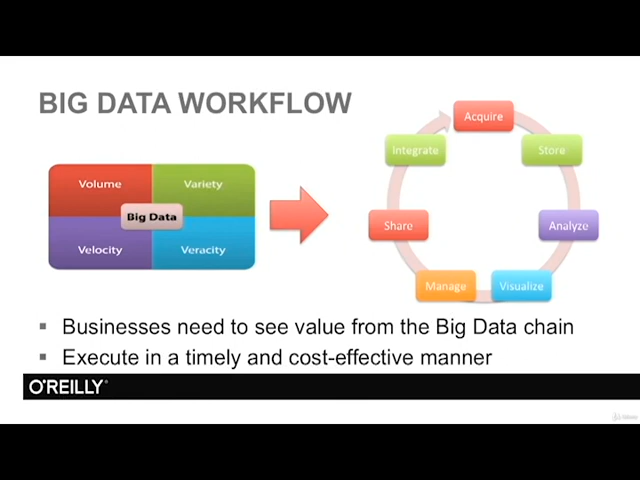 BIG DATA WORKFLOW
Volume
Variety
Big Data
Velocity
Veracity
Acquire
Store
Analyze
Visualize
Manage
Share
Integrate
▪ Businesses need to see value from the Big Data chain
▪ Execute in a timely and cost-effective manner
O'REILLY®